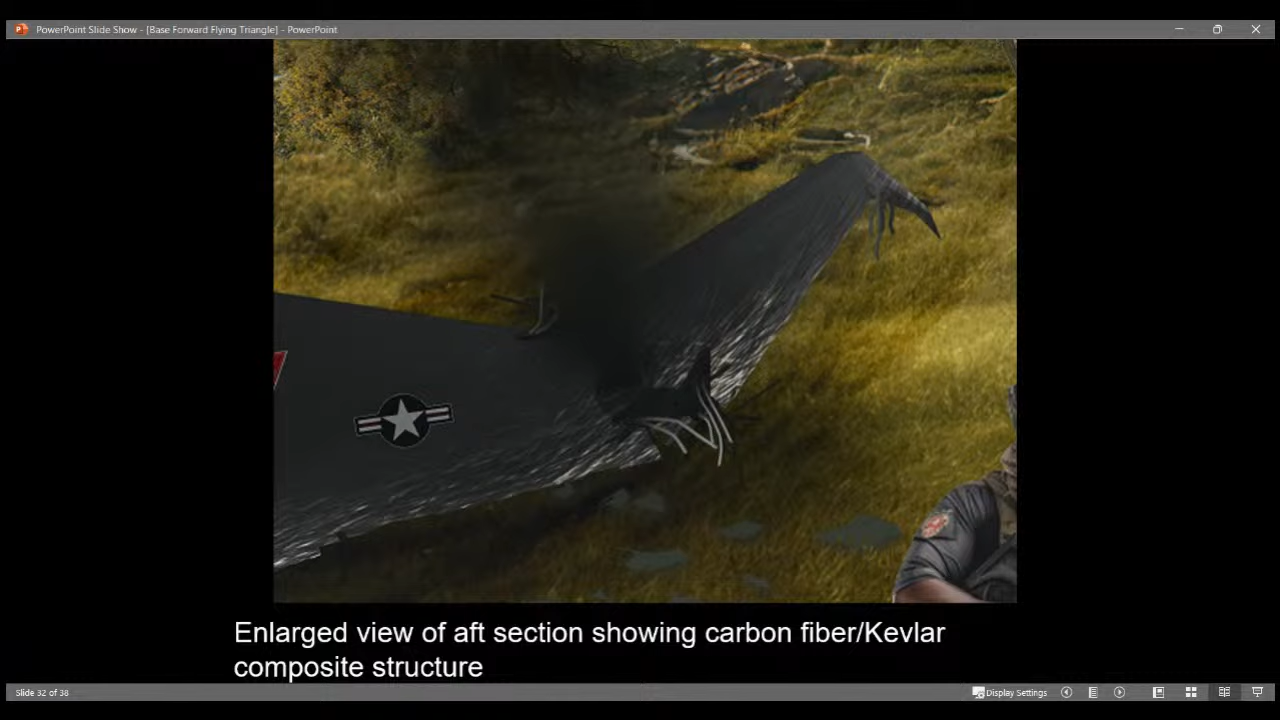 PowerPoint Slide Show - [Base Forward Flying Triangle] - PowerPoint
Enlarged view of aft section showing carbon fiber/Kevlar
composite structure
Slide 32 of 38
Display Settings